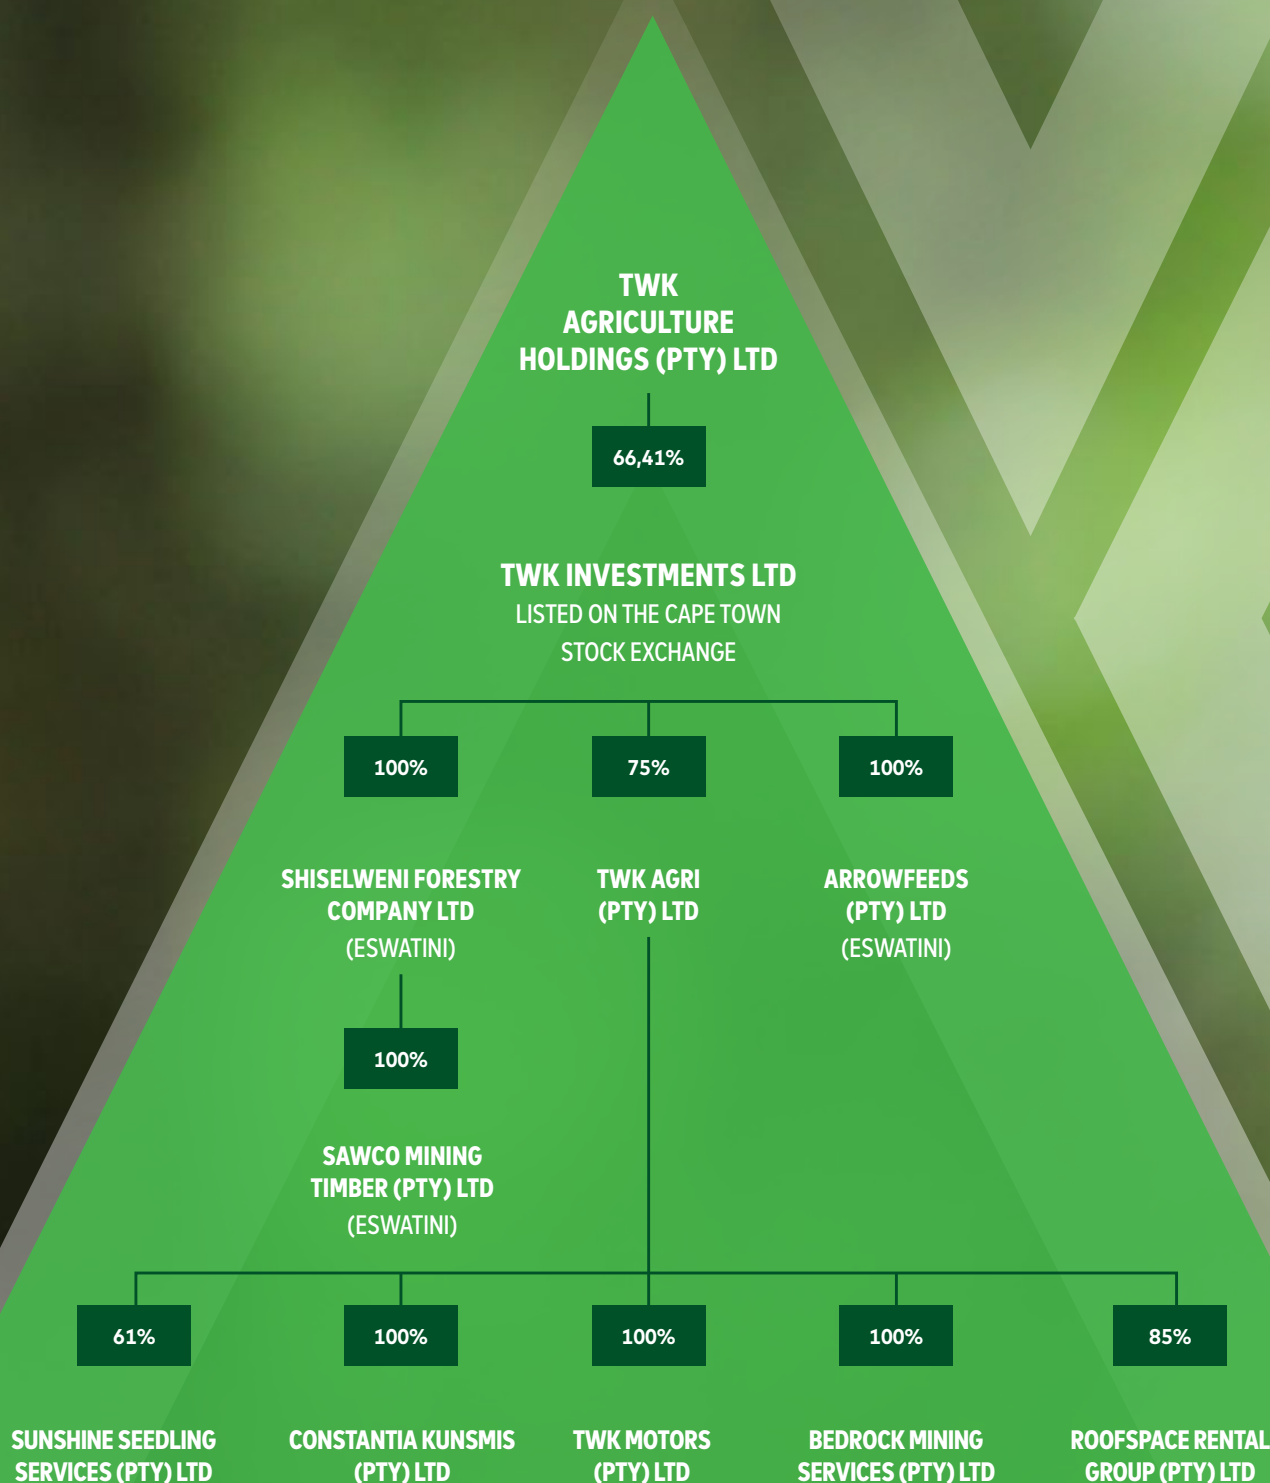 TWK
AGRICULTURE
HOLDINGS (PTY) LTD
66,41%
TWK INVESTMENTS LTD
LISTED ON THE CAPE TOWN
STOCK EXCHANGE
100%
75%
100%
SHISELWENI FORESTRY
COMPANY LTD
(ESWATINI)
TWK AGRI
(PTY) LTD
ARROWFEEDS
(PTY) LTD
(ESWATINI)
100%
SAWCO MINING
TIMBER (PTY) LTD
(ESWATINI)
61%
100%
100%
100%
85%
SUNSHINE SEEDLING
SERVICES (PTY) LTD
CONSTANTIA KUNSMIS
(PTY) LTD
TWK MOTORS
(PTY) LTD
BEDROCK MINING
SERVICES (PTY) LTD
ROOFSPACE RENTAL
GROUP (PTY) LTD